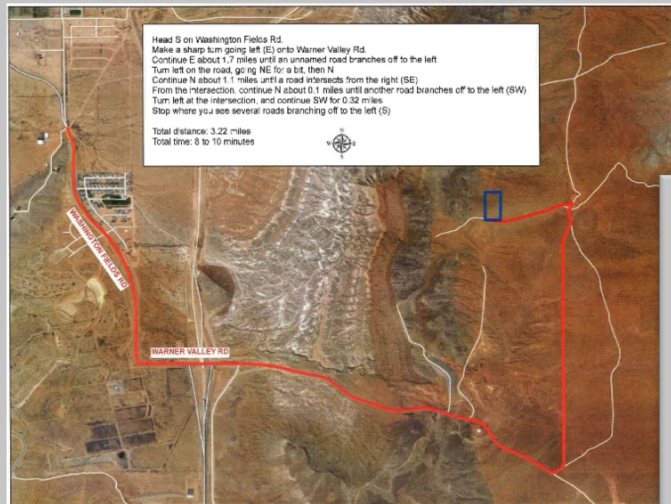 Head S on Washington Fields Rd.
Make a sharp turn going left (E) onto Warner Valley Rd.
Continue E about 1.7 miles until an unnamed road branches off to the left
Turn left on the road, going NE for a bit, then N
Continue N about 1.1 miles until a road intersects from the right (SE)
From the intersection, continue N about 0.1 miles until another road branches off to the left (SW)
Turn left at the intersection, and continue SW for 0.32 miles
Stop where you see several roads branching off to the left (S)
Total distance: 3.22 miles
Total time: 8 to 10 minutes
N
W E
S
WASHINGTON FIELDS RD
WARNER VALLEY RD